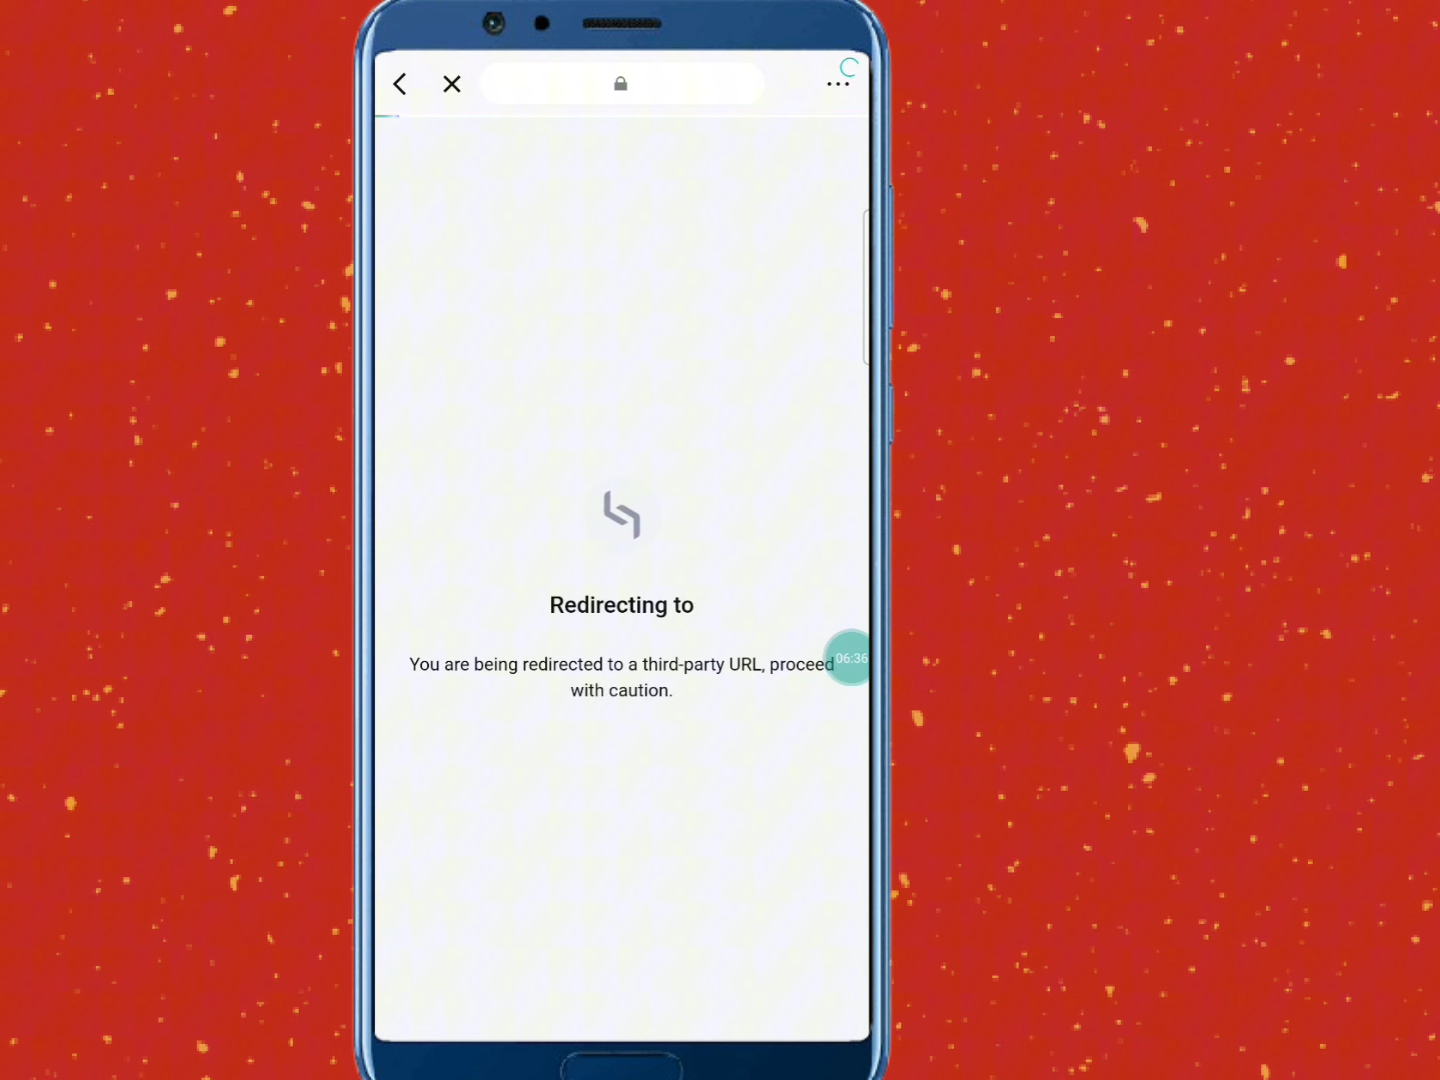 Redirecting to
You are being redirected to a third-party URL, proceed
with caution.
06:36